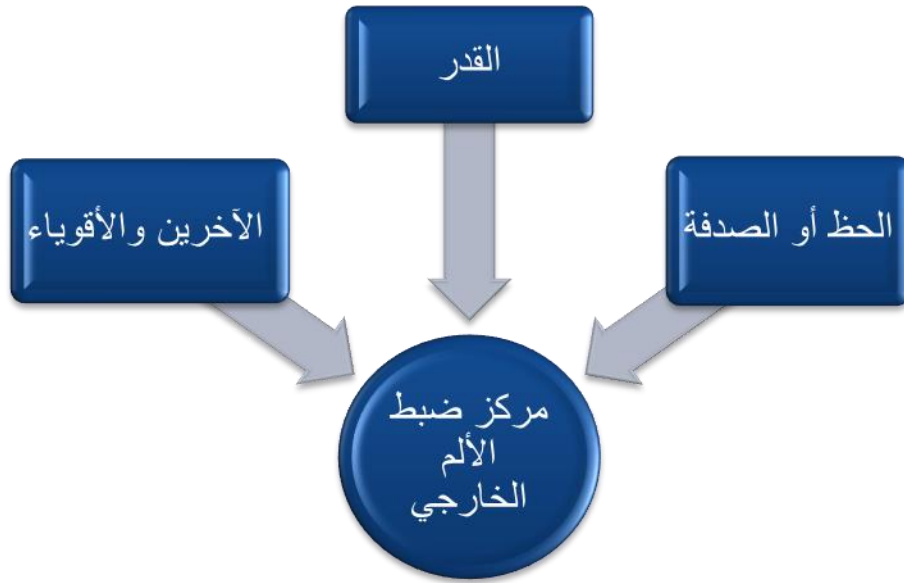 القدر
الحظ أو الصدفة
الآخرين والأقوياء
مركز ضبط
الألم
الخارجي